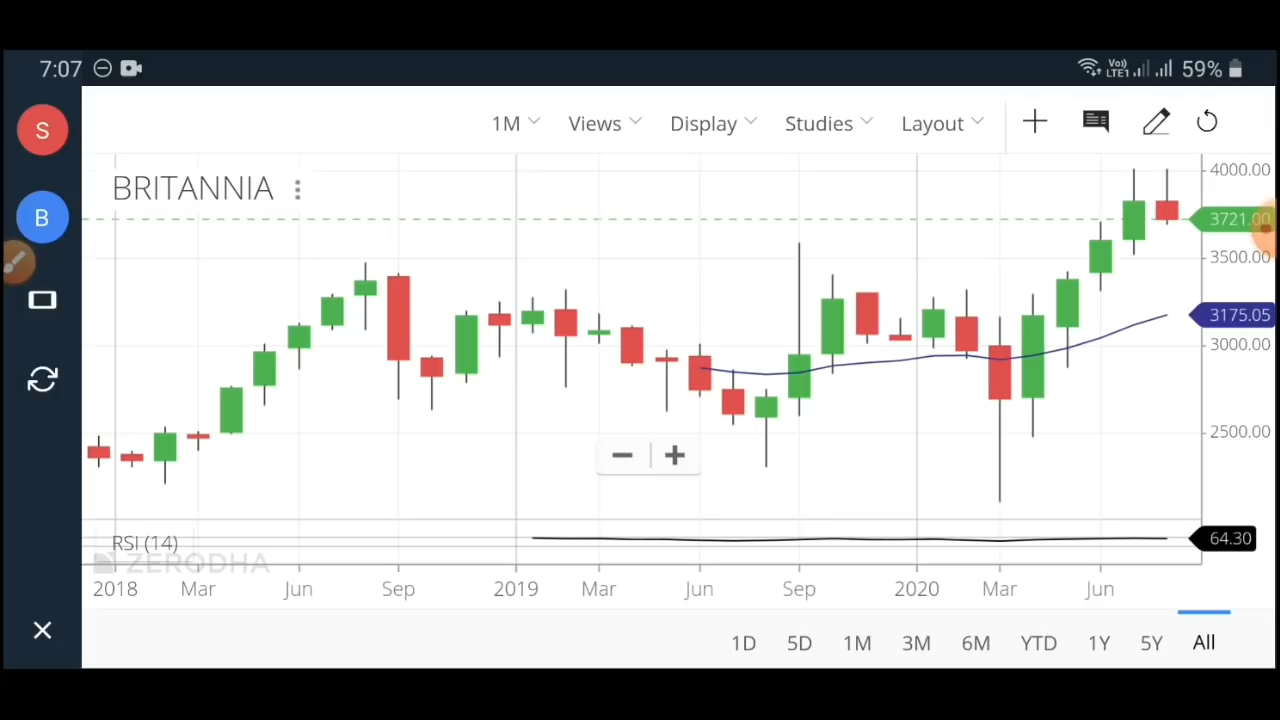 7:07
Vo)) LTE1 59%
S
1M Views Display Studies Layout
BRITANNIA
B
4000.00
3721.00
3500.00
3175.05
3000.00
2500.00
RSI (14)
64.30
ZERODHA
2018 Mar Jun Sep 2019 Mar Jun Sep 2020 Mar Jun
1D 5D 1M 3M 6M YTD 1Y 5Y All